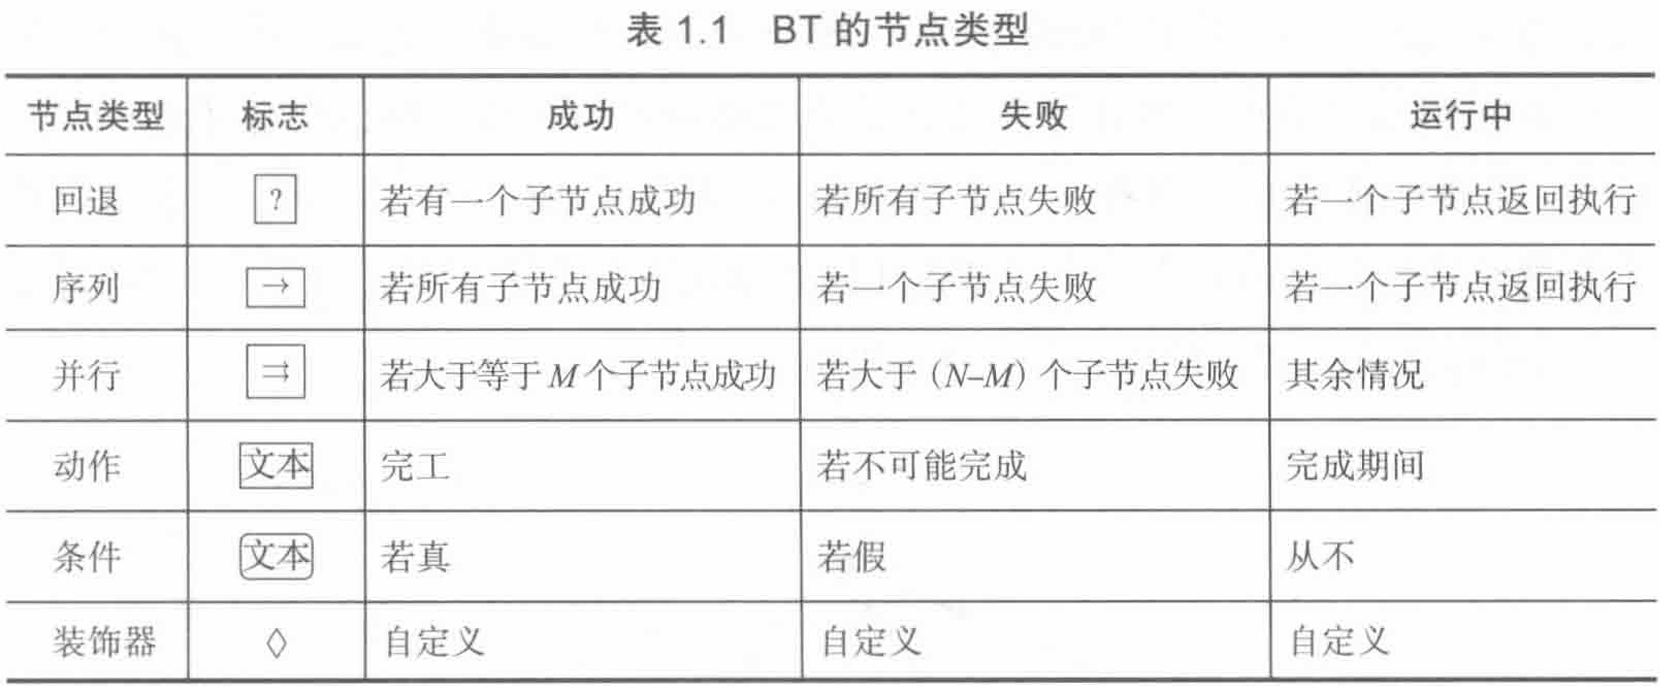 表 1.1 BT 的节点类型
节点类型 标志 成功 失败 运行中
回退 ? 若有一个子节点成功 若所有子节点失败 若一个子节点返回执行
序列 → 若所有子节点成功 若一个子节点失败 若一个子节点返回执行
并行 ⇉ 若大于等于 M 个子节点成功 若大于 (N–M) 个子节点失败 其余情况
动作 文本 完工 若不可能完成 完成期间
条件 文本 若真 若假 从不
装饰器 ◇ 自定义 自定义 自定义